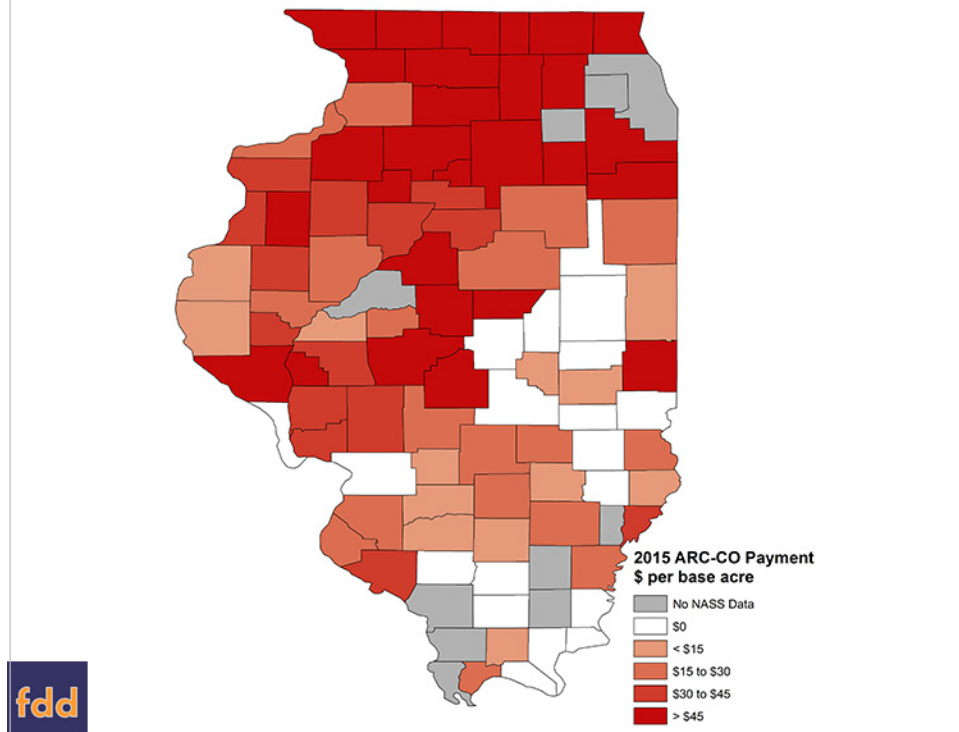 2015 ARC-CO Payment
$ per base acre
No NASS Data
$0
< $15
$15 to $30
$30 to $45
> $45
fdd